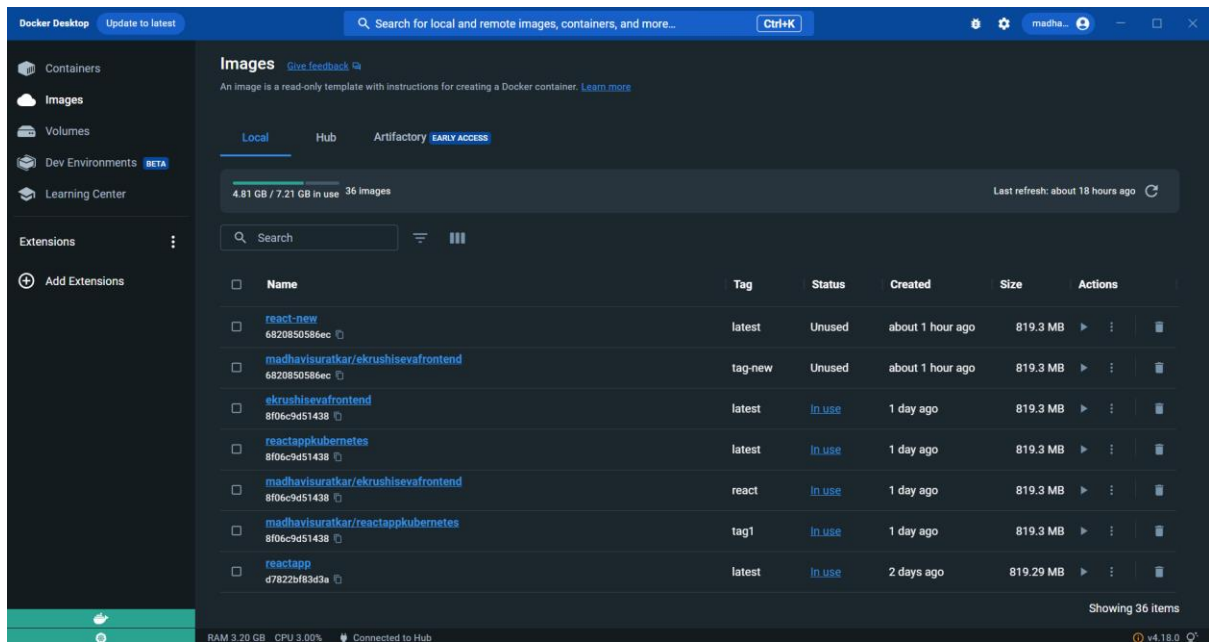 Docker Desktop Update to latest Search for local and remote images, containers, and more... Ctrl+K madha...
Containers
Images
Volumes
Dev Environments BETA
Learning Center
Extensions
Add Extensions
Images Give feedback
An image is a read-only template with instructions for creating a Docker container. Learn more
Local Hub Artifactory EARLY ACCESS
4.81 GB / 7.21 GB in use 36 images Last refresh: about 18 hours ago
Search
Name Tag Status Created Size Actions
react-new
6820850586ec
latest Unused about 1 hour ago 819.3 MB
madhavisuratkar/ekrushisevafrontend
6820850586ec
tag-new Unused about 1 hour ago 819.3 MB
ekrushisevafrontend
8f06c9d51438
latest In use 1 day ago 819.3 MB
reactappkubernetes
8f06c9d51438
latest In use 1 day ago 819.3 MB
madhavisuratkar/ekrushisevafrontend
8f06c9d51438
react In use 1 day ago 819.3 MB
madhavisuratkar/reactappkubernetes
8f06c9d51438
tag1 In use 1 day ago 819.3 MB
reactapp
d7822bf83d3a
latest In use 2 days ago 819.29 MB
Showing 36 items
RAM 3.20 GB CPU 3.00% Connected to Hub v4.18.0